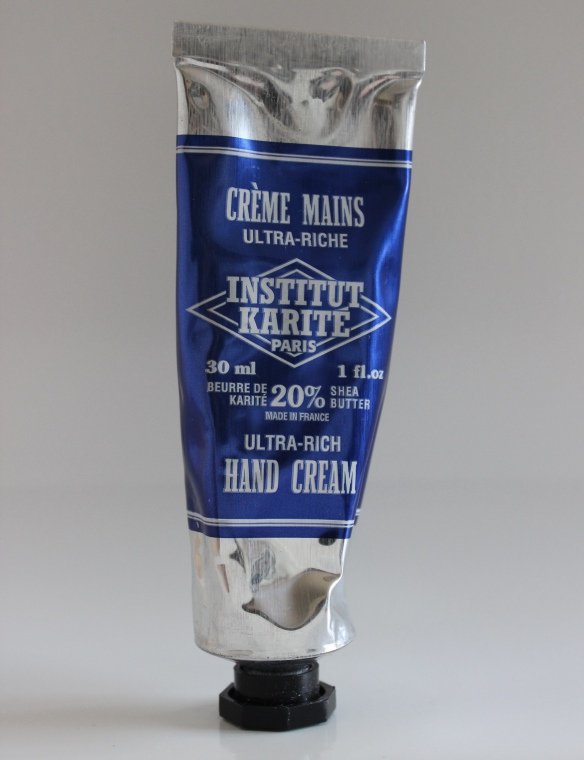 CRÈME MAINS
ULTRA-RICHE
INSTITUT
KARITÉ
PARIS
30 ml 1 fl.oz
BEURRE DE KARITÉ 20% SHEA BUTTER
MADE IN FRANCE
ULTRA-RICH
HAND CREAM